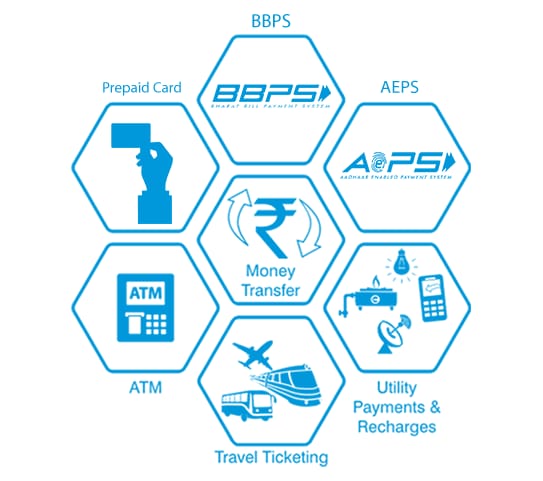 BBPS
BBPS
BHARAT BILL PAYMENT SYSTEM
Prepaid Card
AEPS
AePS
AADHAAR ENABLED PAYMENT SYSTEM
₹
Money
Transfer
ATM
ATM
Utility
Payments &
Recharges
Travel Ticketing